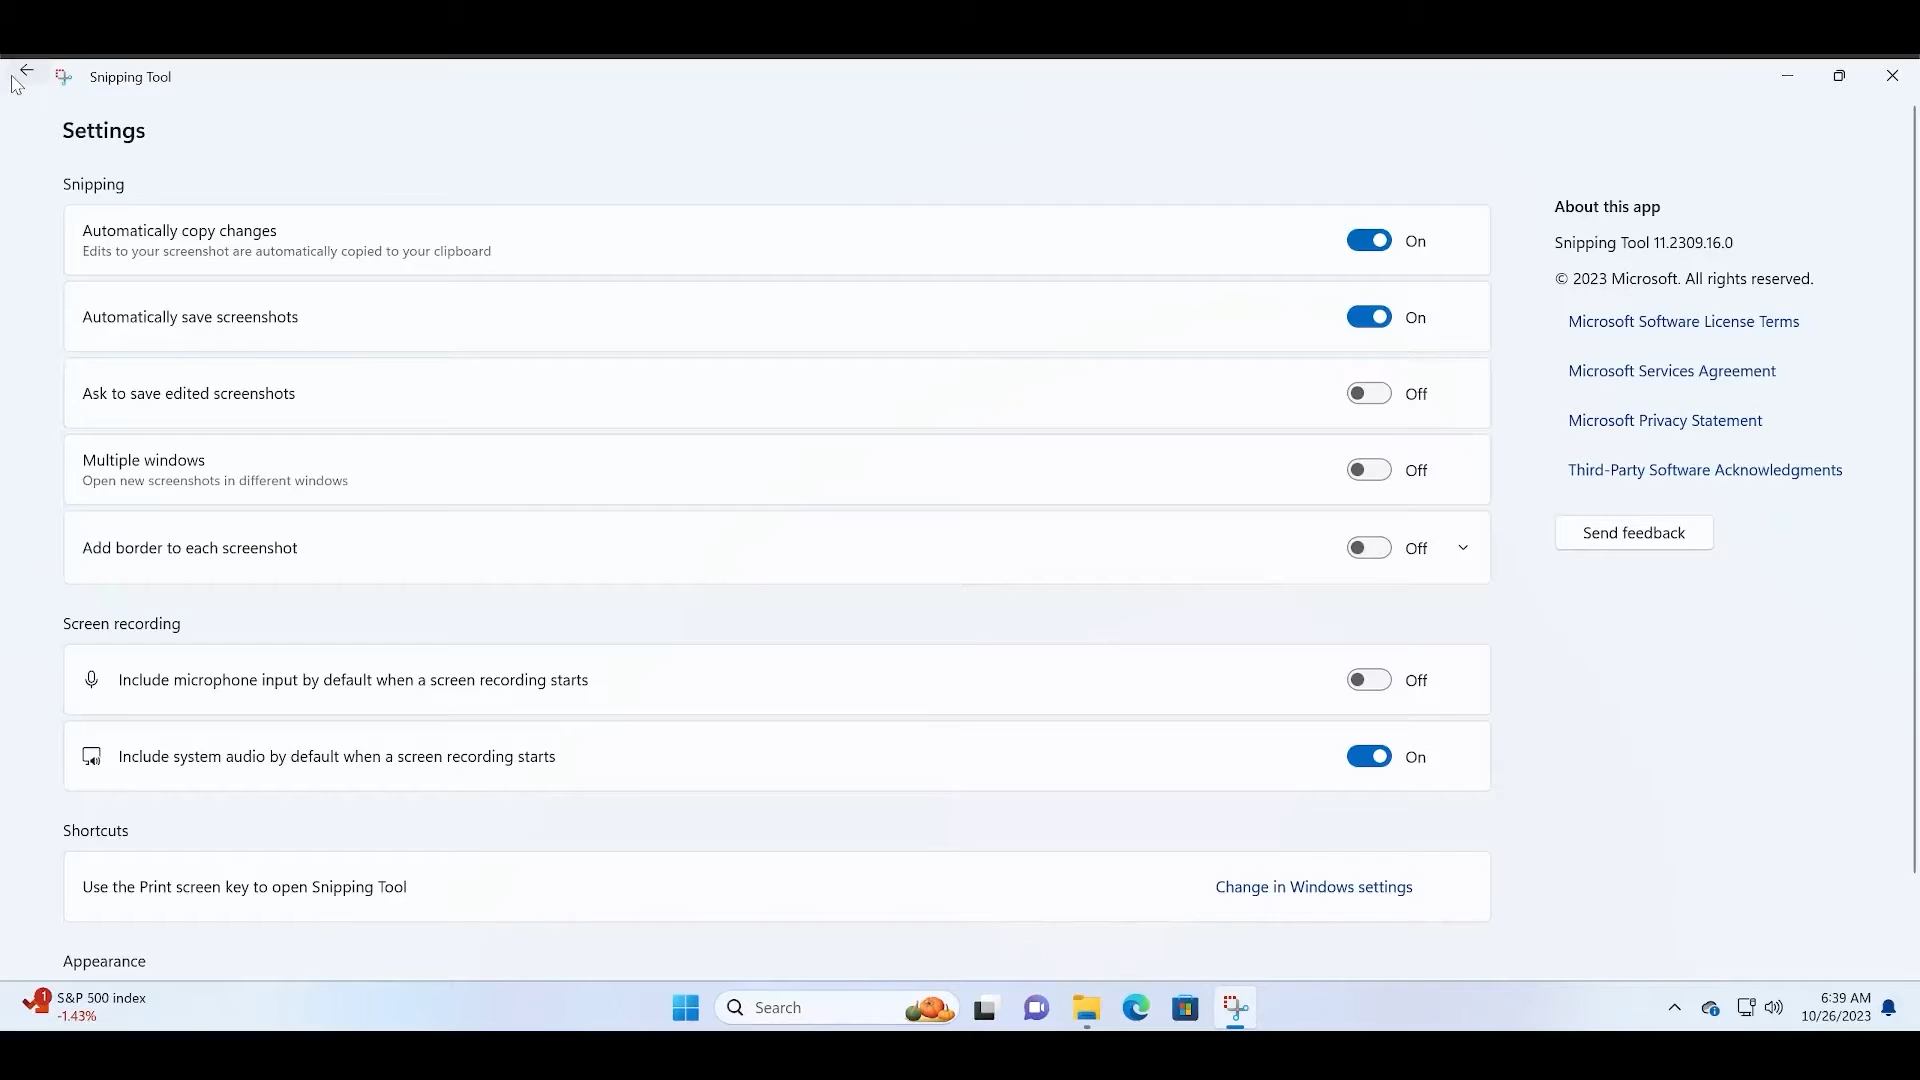 Snipping Tool
Settings
Snipping
Automatically copy changes
Edits to your screenshot are automatically copied to your clipboard
On
Automatically save screenshots
On
Ask to save edited screenshots
Off
Multiple windows
Open new screenshots in different windows
Off
Add border to each screenshot
Off
Screen recording
Include microphone input by default when a screen recording starts
Off
Include system audio by default when a screen recording starts
On
Shortcuts
Use the Print screen key to open Snipping Tool
Change in Windows settings
Appearance
About this app
Snipping Tool 11.2309.16.0
© 2023 Microsoft. All rights reserved.
Microsoft Software License Terms
Microsoft Services Agreement
Microsoft Privacy Statement
Third-Party Software Acknowledgments
Send feedback
1
S&P 500 index
-1.43%
Search
6:39 AM
10/26/2023